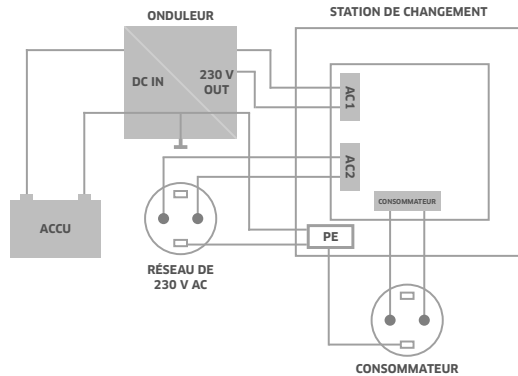 ONDULEUR
STATION DE CHANGEMENT
DC IN
230 V
OUT
AC1
AC2
CONSOMMATEUR
ACCU
PE
RÉSEAU DE
230 V AC
CONSOMMATEUR